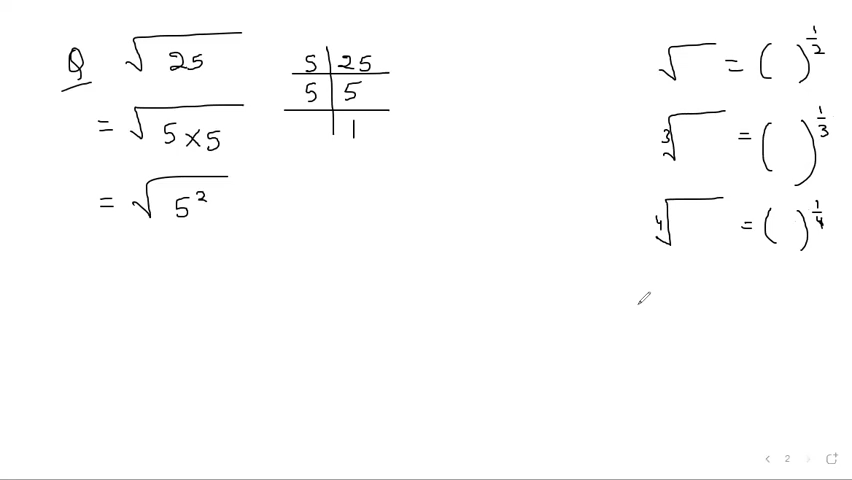 Q √25
= √5×5
= √5²
5 | 25
5 | 5
1
√ = ( )^1/2
³√ = ( )^1/3
⁴√ = ( )^1/4
2